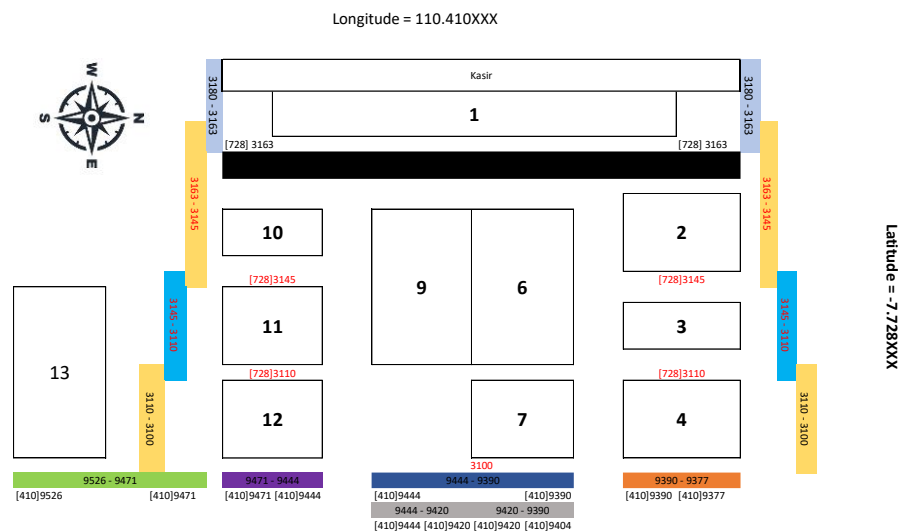 Longitude = 110.410XXX
W
S
N
E
Kasir
1
3180 - 3163
3180 - 3163
[728] 3163
[728] 3163
3163 - 3145
3163 - 3145
10
9
6
2
Latitude = -7.728XXX
[728]3145
[728]3145
3145 - 3110
3145 - 3110
11
3
13
[728]3110
[728]3110
3110 - 3100
3110 - 3100
12
7
4
3100
9526 - 9471
9471 - 9444
9444 - 9390
9390 - 9377
[410]9526
[410]9471
[410]9471
[410]9444
[410]9444
[410]9390
[410]9390
[410]9377
9444 - 9420
9420 - 9390
[410]9444
[410]9420
[410]9420
[410]9404